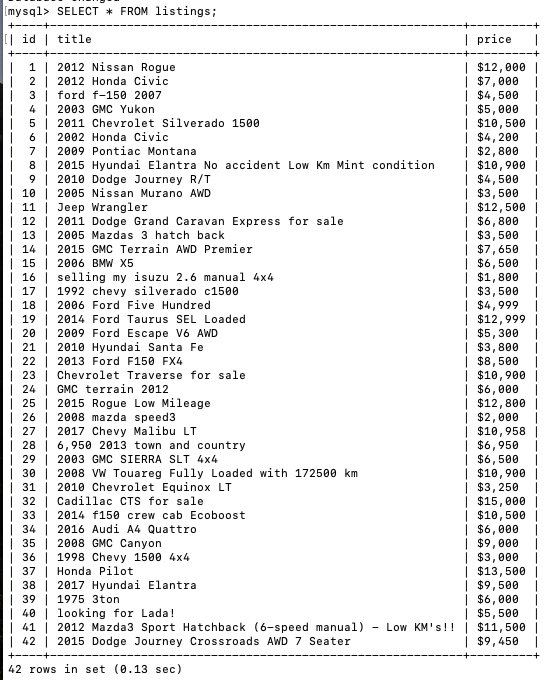 mysql> SELECT * FROM listings;
+----+--------------------------------------------------------+---------+
| id | title                                                  | price   |
+----+--------------------------------------------------------+---------+
|  1 | 2012 Nissan Rogue                                      | $12,000 |
|  2 | 2012 Honda Civic                                       | $7,000  |
|  3 | ford f-150 2007                                        | $4,500  |
|  4 | 2003 GMC Yukon                                         | $5,000  |
|  5 | 2011 Chevrolet Silverado 1500                          | $10,500 |
|  6 | 2002 Honda Civic                                       | $4,200  |
|  7 | 2009 Pontiac Montana                                   | $2,800  |
|  8 | 2015 Hyundai Elantra No accident Low Km Mint condition | $10,900 |
|  9 | 2010 Dodge Journey R/T                                 | $4,500  |
| 10 | 2005 Nissan Murano AWD                                 | $3,500  |
| 11 | Jeep Wrangler                                          | $12,500 |
| 12 | 2011 Dodge Grand Caravan Express for sale              | $6,800  |
| 13 | 2005 Mazdas 3 hatch back                               | $3,500  |
| 14 | 2015 GMC Terrain AWD Premier                           | $7,650  |
| 15 | 2006 BMW X5                                            | $6,500  |
| 16 | selling my isuzu 2.6 manual 4x4                        | $1,800  |
| 17 | 1992 chevy silverado c1500                             | $3,500  |
| 18 | 2006 Ford Five Hundred                                 | $4,999  |
| 19 | 2014 Ford Taurus SEL Loaded                            | $12,999 |
| 20 | 2009 Ford Escape V6 AWD                                | $5,300  |
| 21 | 2010 Hyundai Santa Fe                                  | $3,800  |
| 22 | 2013 Ford F150 FX4                                     | $8,500  |
| 23 | Chevrolet Traverse for sale                            | $10,900 |
| 24 | GMC terrain 2012                                       | $6,000  |
| 25 | 2015 Rogue Low Mileage                                 | $12,800 |
| 26 | 2008 mazda speed3                                      | $2,000  |
| 27 | 2017 Chevy Malibu LT                                   | $10,958 |
| 28 | 6,950 2013 town and country                            | $6,950  |
| 29 | 2003 GMC SIERRA SLT 4x4                                | $6,500  |
| 30 | 2008 VW Touareg Fully Loaded with 172500 km            | $10,900 |
| 31 | 2010 Chevrolet Equinox LT                              | $3,250  |
| 32 | Cadillac CTS for sale                                  | $15,000 |
| 33 | 2014 f150 crew cab Ecoboost                            | $10,500 |
| 34 | 2016 Audi A4 Quattro                                   | $6,000  |
| 35 | 2008 GMC Canyon                                        | $9,000  |
| 36 | 1998 Chevy 1500 4x4                                    | $3,000  |
| 37 | Honda Pilot                                            | $13,500 |
| 38 | 2017 Hyundai Elantra                                   | $9,500  |
| 39 | 1975 3ton                                              | $6,000  |
| 40 | looking for Lada!                                      | $5,500  |
| 41 | 2012 Mazda3 Sport Hatchback (6-speed manual) - Low KM's!! | $11,500 |
| 42 | 2015 Dodge Journey Crossroads AWD 7 Seater             | $9,450  |
+----+--------------------------------------------------------+---------+
42 rows in set (0.13 sec)